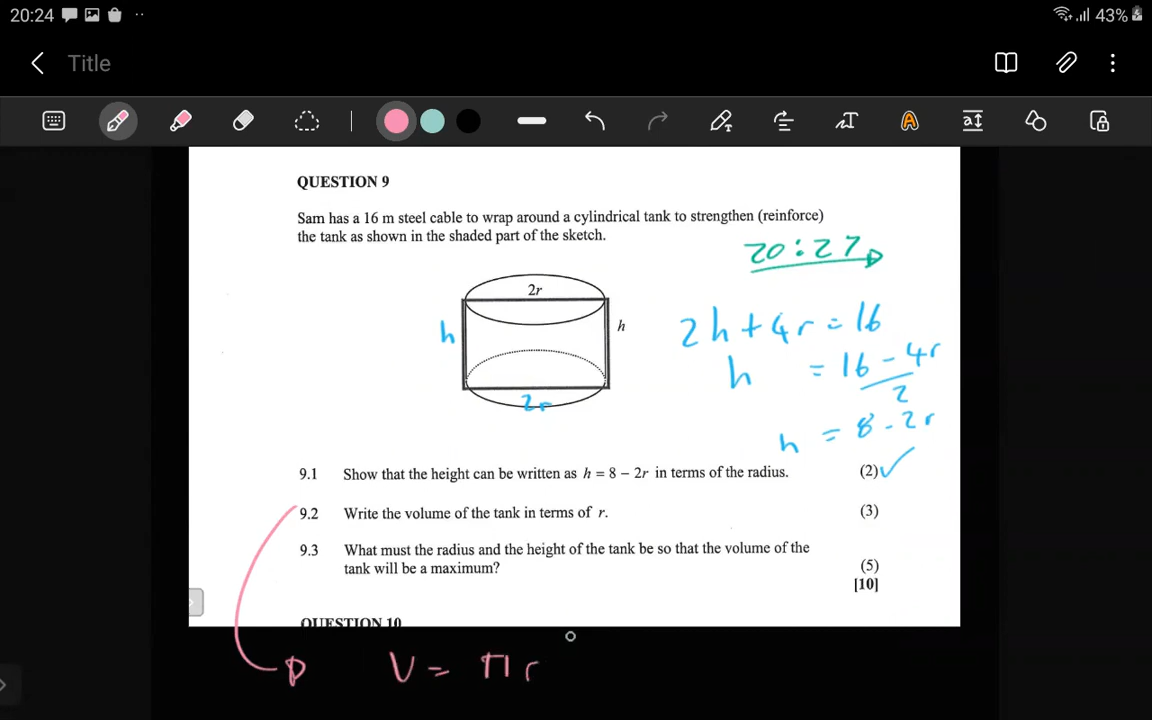 20:24 43%
Title
QUESTION 9
Sam has a 16 m steel cable to wrap around a cylindrical tank to strengthen (reinforce)
the tank as shown in the shaded part of the sketch.
20:27
2r
h
h
2r
2h + 4r = 16
h = 16 - 4r
2
h = 8 - 2r
9.1 Show that the height can be written as h = 8 – 2r in terms of the radius. (2)
9.2 Write the volume of the tank in terms of r. (3)
9.3 What must the radius and the height of the tank be so that the volume of the
tank will be a maximum? (5)
[10]
QUESTION 10
V = π r